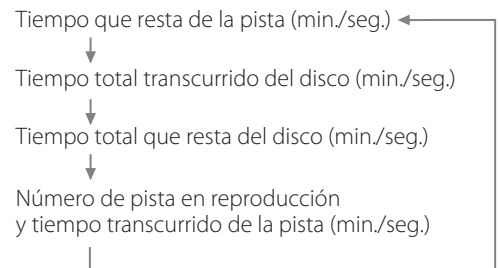 Tiempo que resta de la pista (min./seg.)
Tiempo total transcurrido del disco (min./seg.)
Tiempo total que resta del disco (min./seg.)
Número de pista en reproducción
y tiempo transcurrido de la pista (min./seg.)